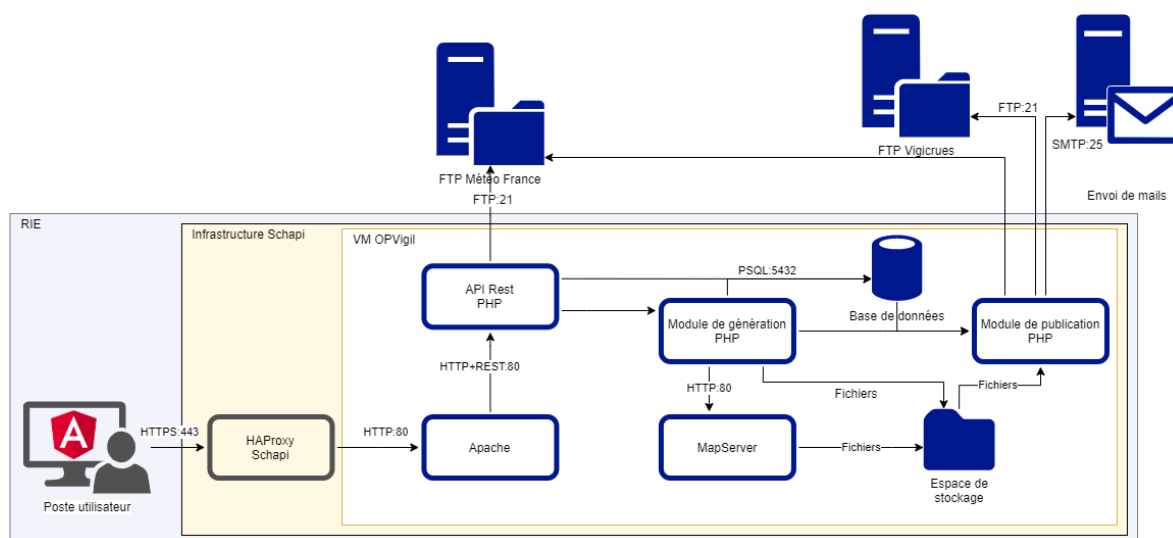 FTP:21
FTP Vigicrues
SMTP:25
FTP Météo France
FTP:21
Envoi de mails
RIE
Infrastructure Schapi
VM OPVigil
PSQL:5432
API Rest
PHP
Base de données
Module de génération
PHP
Module de publication
PHP
HTTP+REST:80
HTTP:80
Fichiers
Fichiers
HTTPS:443
HAProxy
Schapi
HTTP:80
Apache
MapServer
Fichiers
Espace de
stockage
A
Poste utilisateur